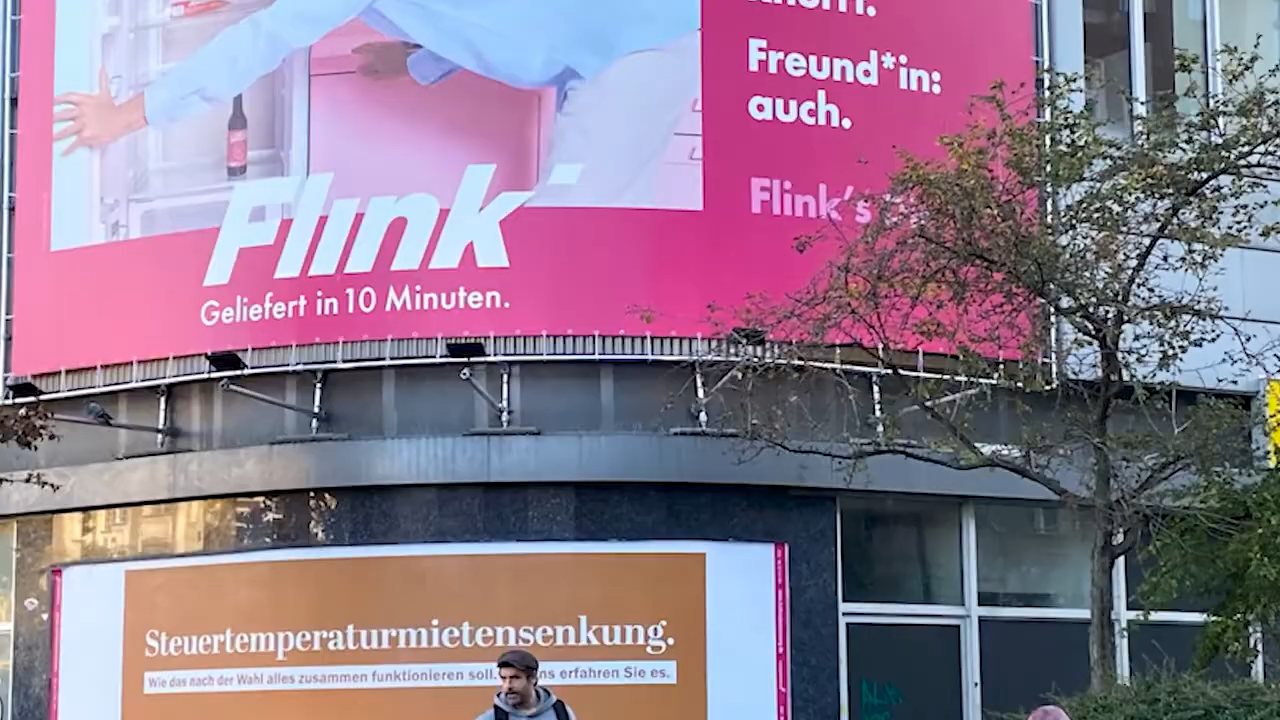 Freund*in:
auch.
Flink's
Flink
Geliefert in 10 Minuten.
Steuertemperaturmietensenkung.
Wie das nach der Wahl alles zusammen funktionieren soll. ns erfahren Sie es.